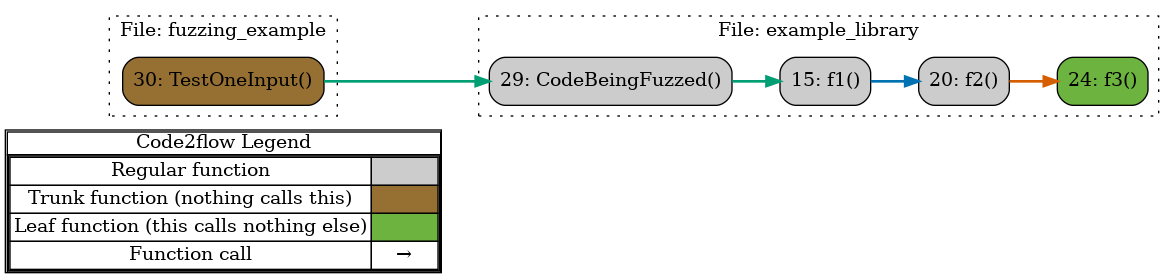 File: fuzzing_example
File: example_library
30: TestOneInput()
29: CodeBeingFuzzed()
15: f1()
20: f2()
24: f3()
Code2flow Legend
Regular function
Trunk function (nothing calls this)
Leaf function (this calls nothing else)
Function call →